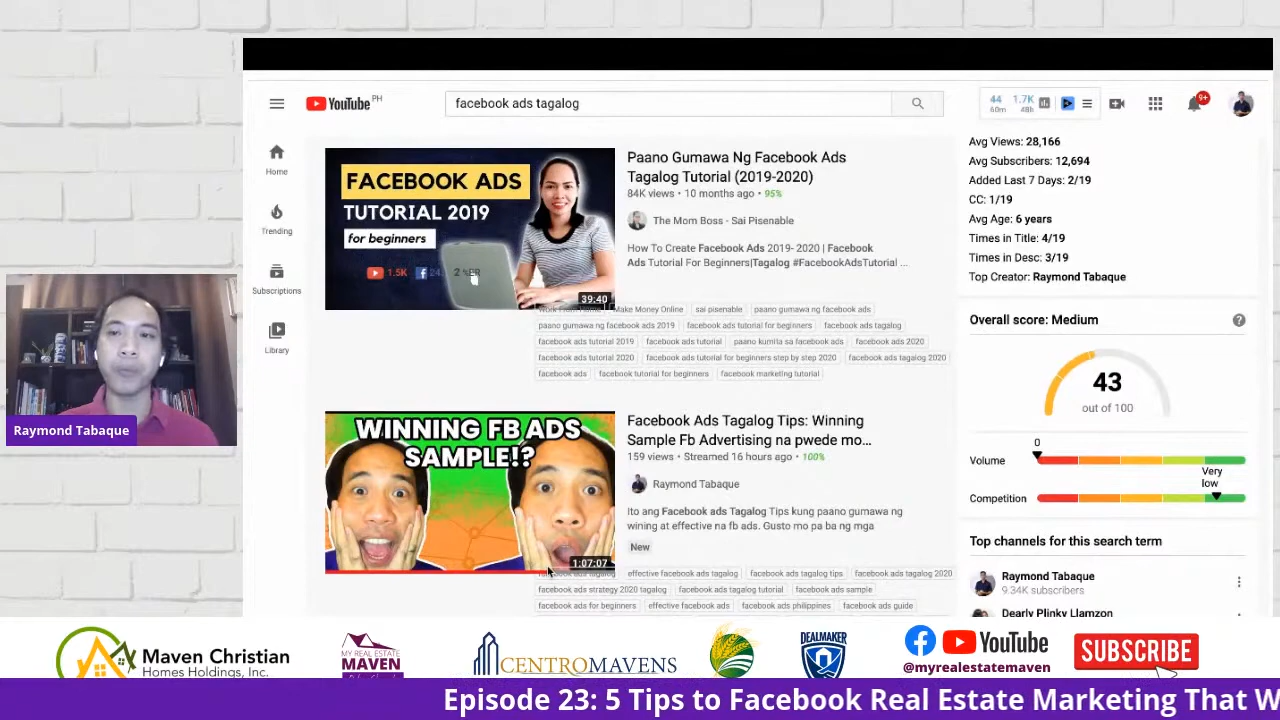 YouTube PH
facebook ads tagalog
44
60m
1.7K
48h
9+
Home
Trending
Subscriptions
Library
FACEBOOK ADS
TUTORIAL 2019
for beginners
1.5K
39:40
Paano Gumawa Ng Facebook Ads
Tagalog Tutorial (2019-2020)
84K views • 10 months ago • 95%
The Mom Boss - Sai Pisenable
How To Create Facebook Ads 2019- 2020 | Facebook
Ads Tutorial For Beginners|Tagalog #FacebookAdsTutorial ...
Make Money Online sai pisenable paano gumawa ng facebook ads
paano gumawa ng facebook ads 2019 facebook ads tutorial for beginners facebook ads tagalog
facebook ads tutorial 2019 facebook ads tutorial paano kumita sa facebook ads facebook ads 2020
facebook ads tutorial 2020 facebook ads tutorial for beginners step by step 2020 facebook ads tagalog 2020
facebook ads facebook tutorial for beginners facebook marketing tutorial
WINNING FB ADS
SAMPLE!?
1:07:07
Facebook Ads Tagalog Tips: Winning
Sample Fb Advertising na pwede mo...
159 views • Streamed 16 hours ago • 100%
Raymond Tabaque
Ito ang Facebook ads Tagalog Tips kung paano gumawa ng
wining at effective na fb ads. Gusto mo pa ba ng mga
New
effective facebook ads tagalog facebook ads tagalog tips facebook ads tagalog 2020
facebook ads strategy 2020 tagalog facebook ads tagalog tutorial facebook ads sample
facebook ads for beginners effective facebook ads facebook ads philippines facebook ads guide
Avg Views: 28,166
Avg Subscribers: 12,694
Added Last 7 Days: 2/19
CC: 1/19
Avg Age: 6 years
Times in Title: 4/19
Times in Desc: 3/19
Top Creator: Raymond Tabaque
Overall score: Medium
?
43
out of 100
0
Volume
Very
low
Competition
Top channels for this search term
Raymond Tabaque
9.34K subscribers
Dearly Plinky Llamzon
Raymond Tabaque
Maven Christian
Homes Holdings, Inc.
MY REAL ESTATE
MAVEN
CENTROMAVENS
DEALMAKER
YouTube
@myrealestatemaven
SUBSCRIBE
Episode 23: 5 Tips to Facebook Real Estate Marketing That W